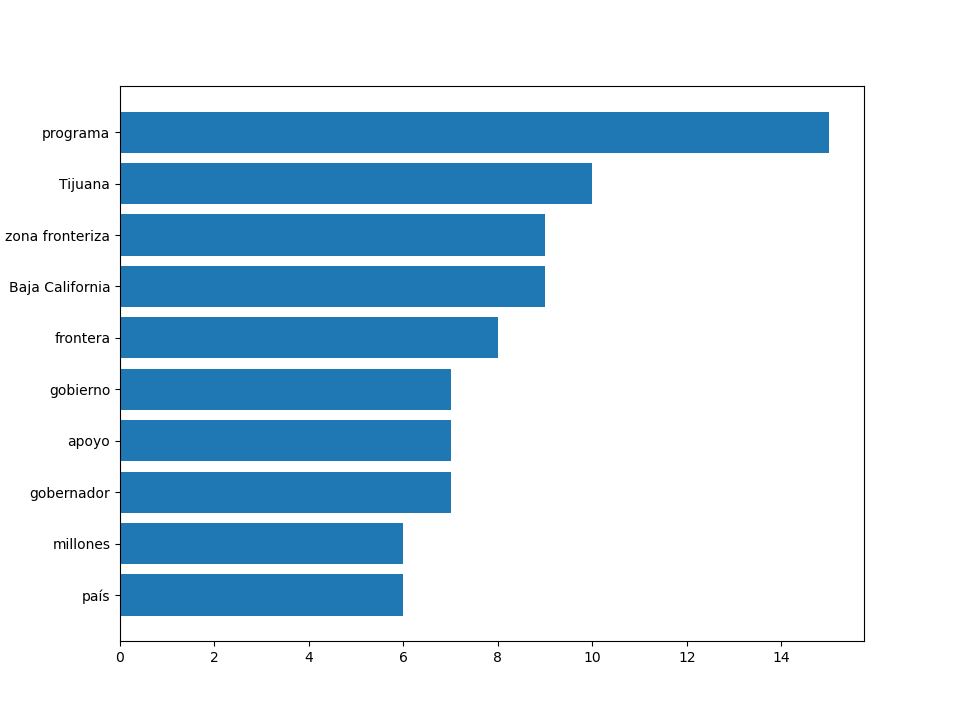 programa
Tijuana
zona fronteriza
Baja California
frontera
gobierno
apoyo
gobernador
millones
país
0 2 4 6 8 10 12 14